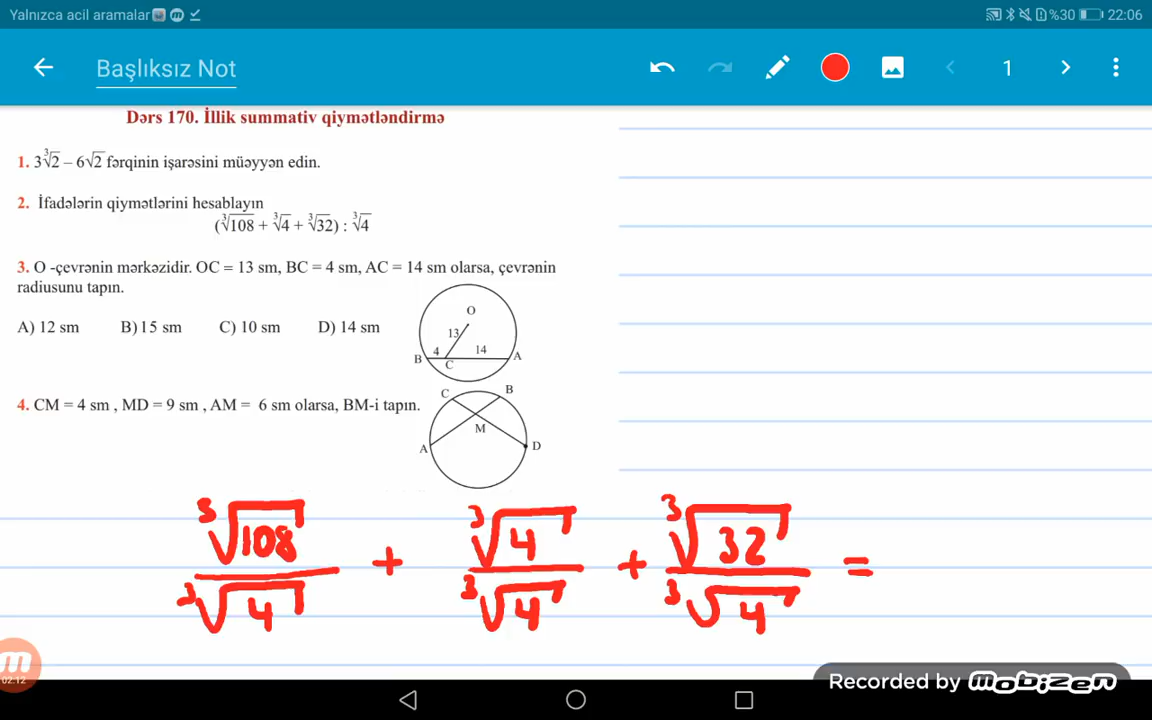 Yalnızca acil aramalar
%30 22:06
Başlıksız Not
1
Dərs 170. İllik summativ qiymətləndirmə
1. 3∛2 – 6√2 fərqinin işarəsini müəyyən edin.
2. İfadələrin qiymətlərini hesablayın
(∛108 + ∛4 + ∛32) : ∛4
3. O -çevrənin mərkəzidir. OC = 13 sm, BC = 4 sm, AC = 14 sm olarsa, çevrənin
radiusunu tapın.
A) 12 sm B) 15 sm C) 10 sm D) 14 sm
O
13
4 14
B C A
4. CM = 4 sm , MD = 9 sm , AM = 6 sm olarsa, BM-i tapın.
C B
M
A D
∛108 / ∛4 + ∛4 / ∛4 + ∛32 / ∛4 =
02:12
Recorded by mobizen